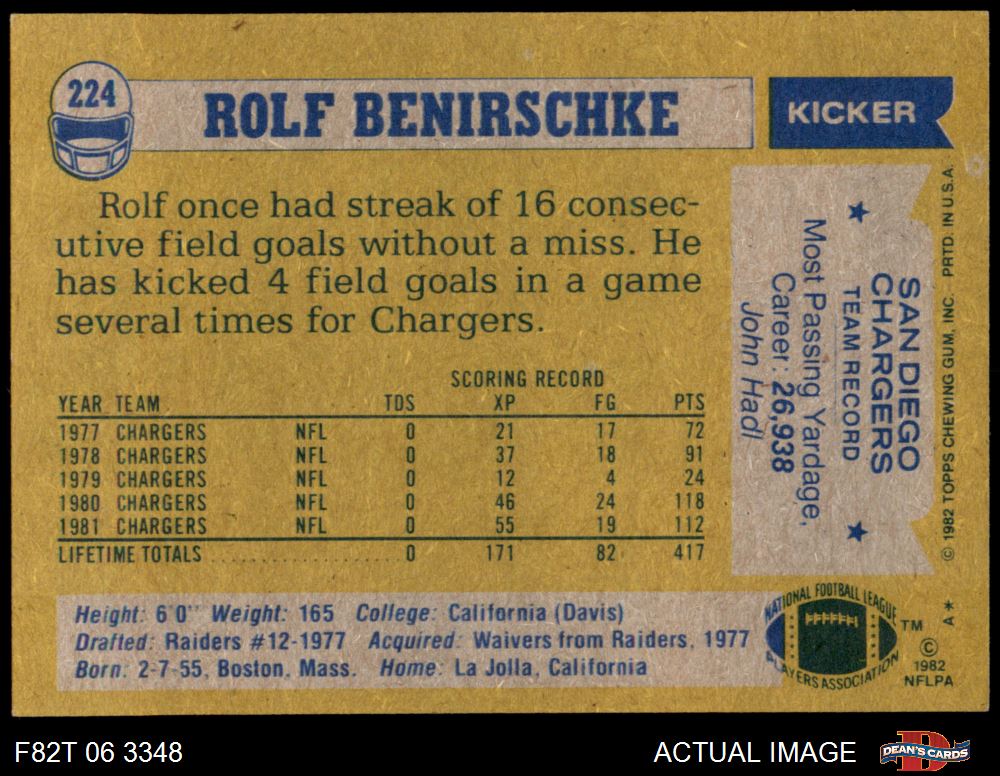 224
ROLF BENIRSCHKE
KICKER
Rolf once had streak of 16 consec-
utive field goals without a miss. He
has kicked 4 field goals in a game
several times for Chargers.
SCORING RECORD
YEAR TEAM TDS XP FG PTS
1977 CHARGERS NFL 0 21 17 72
1978 CHARGERS NFL 0 37 18 91
1979 CHARGERS NFL 0 12 4 24
1980 CHARGERS NFL 0 46 24 118
1981 CHARGERS NFL 0 55 19 112
LIFETIME TOTALS .................... 0 171 82 417
Height: 6'0" Weight: 165 College: California (Davis)
Drafted: Raiders #12-1977 Acquired: Waivers from Raiders, 1977
Born: 2-7-55, Boston, Mass. Home: La Jolla, California
SAN DIEGO
CHARGERS
TEAM RECORD
Most Passing Yardage,
Career: 26,938
John Hadl
© 1982 TOPPS CHEWING GUM, INC. PRTD. IN U.S.A.
A*
NATIONAL FOOTBALL LEAGUE
PLAYERS ASSOCIATION
TM
©
1982
NFLPA
F82T 06 3348
ACTUAL IMAGE
D
DEAN'S CARDS